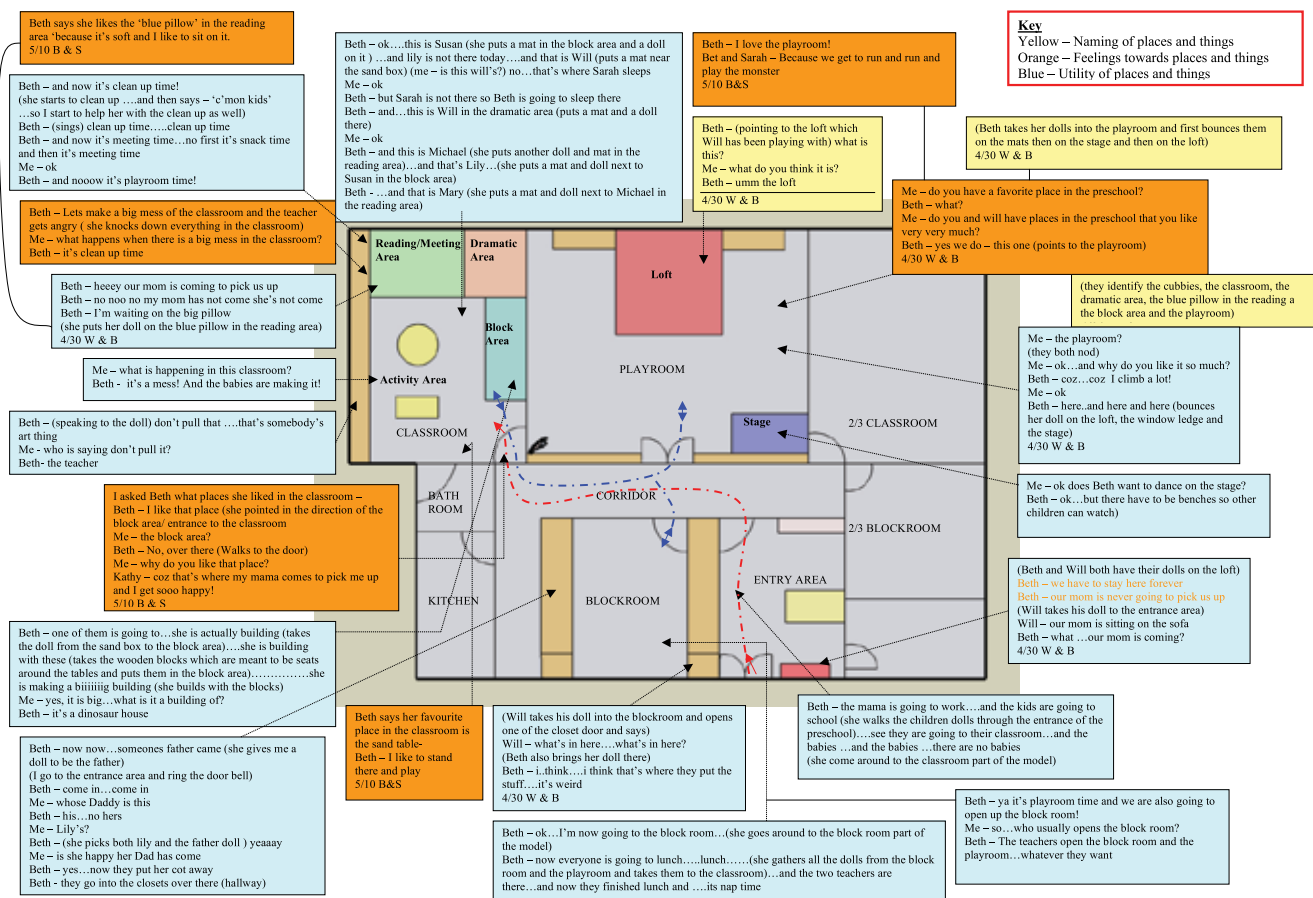 Beth says she likes the ‘blue pillow’ in the reading
area ‘because it’s soft and I like to sit on it.
5/10 B & S
Beth – and now it’s clean up time!
(she starts to clean up ….and then says – ‘c’mon kids’
…so I start to help her with the clean up as well)
Beth – (sings) clean up time…..clean up time
Beth – and now it’s meeting time…no first it’s snack time
and then it’s meeting time
Me – ok
Beth – and nooow it’s playroom time!
Beth – Lets make a big mess of the classroom and the teacher
gets angry ( she knocks down everything in the classroom)
Me – what happens when there is a big mess in the classroom?
Beth – it’s clean up time
Beth – heeey our mom is coming to pick us up
Beth – no noo no my mom has not come she’s not come
Beth – I’m waiting on the big pillow
(she puts her doll on the blue pillow in the reading area)
4/30 W & B
Me – what is happening in this classroom?
Beth -  it’s a mess! And the babies are making it!
Beth – (speaking to the doll) don’t pull that ….that’s somebody’s
art thing
Me - who is saying don’t pull it?
Beth- the teacher
I asked Beth what places she liked in the classroom –
Beth – I like that place (she pointed in the direction of the
block area/ entrance to the classroom
Me – the block area?
Beth – No, over there (Walks to the door)
Me – why do you like that place?
Kathy – coz that’s where my mama comes to pick me up
and I get sooo happy!
5/10 B & S
Beth – one of them is going to…she is actually building (takes
the doll from the sand box to the block area)….she is building
with these (takes the wooden blocks which are meant to be seats
around the tables and puts them in the block area)……………she
is making a biiiiiiig building (she builds with the blocks)
Me – yes, it is big…what is it a building of?
Beth – it’s a dinosaur house
Beth – now now…someones father came (she gives me a
doll to be the father)
(I go to the entrance area and ring the door bell)
Beth – come in…come in
Me – whose Daddy is this
Beth – his…no hers
Me – Lily’s?
Beth – (she picks both lily and the father doll ) yeaaay
Me – is she happy her Dad has come
Beth – yes…now they put her cot away
Beth - they go into the closets over there (hallway)
Beth – ok….this is Susan (she puts a mat in the block area and a doll
on it ) …and lily is not there today….and that is Will (puts a mat near
the sand box) (me – is this will’s?) no…that’s where Sarah sleeps
Me – ok
Beth – but Sarah is not there so Beth is going to sleep there
Beth – and…this is Will in the dramatic area (puts a mat and a doll
there)
Me – ok
Beth – and this is Michael (she puts another doll and mat in the
reading area)…and that’s Lily…(she puts a mat and doll next to
Susan in the block area)
Beth - …and that is Mary (she puts a mat and doll next to Michael in
the reading area)
Beth – I love the playroom!
Bet and Sarah – Because we get to run and run and
play the monster
5/10 B&S
Beth – (pointing to the loft which
Will has been playing with) what is
this?
Me – what do you think it is?
Beth – umm the loft
4/30 W & B
Key
Yellow – Naming of places and things
Orange – Feelings towards places and things
Blue – Utility of places and things
(Beth takes her dolls into the playroom and first bounces them
on the mats then on the stage and then on the loft)
4/30 W & B
Me – do you have a favorite place in the preschool?
Beth – what?
Me – do you and will have places in the preschool that you like
very very much?
Beth – yes we do – this one (points to the playroom)
4/30 W & B
(they identify the cubbies, the classroom, the
dramatic area, the blue pillow in the reading a
the block area and the playroom)
Me – the playroom?
(they both nod)
Me – ok…and why do you like it so much?
Beth – coz…coz  I climb a lot!
Me – ok
Beth – here..and here and here (bounces
her doll on the loft, the window ledge and
the stage)
4/30 W & B
Me – ok does Beth want to dance on the stage?
Beth – ok…but there have to be benches so other
children can watch)
(Beth and Will both have their dolls on the loft)
Beth – we have to stay here forever
Beth – our mom is never going to pick us up
(Will takes his doll to the entrance area)
Will – our mom is sitting on the sofa
Beth – what …our mom is coming?
4/30 W & B
Reading/Meeting
Area
Dramatic
Area
Block
Area
Activity Area
CLASSROOM
Loft
PLAYROOM
Stage
2/3 CLASSROOM
BATH
ROOM
CORRIDOR
2/3 BLOCKROOM
KITCHEN
BLOCKROOM
ENTRY AREA
Beth says her favourite
place in the classroom is
the sand table-
Beth – I like to stand
there and play
5/10 B&S
(Will takes his doll into the blockroom and opens
one of the closet door and says)
Will – what’s in here….what’s in here?
(Beth also brings her doll there)
Beth – i..think….i think that’s where they put the
stuff….it’s weird
4/30 W & B
Beth – the mama is going to work….and the kids are going to
school (she walks the children dolls through the entrance of the
preschool)….see they are going to their classroom…and the
babies …and the babies …there are no babies
(she come around to the classroom part of the model)
Beth – ok…I’m now going to the block room…(she goes around to the block room part of
the model)
Beth – now everyone is going to lunch…..lunch……(she gathers all the dolls from the block
room and the playroom and takes them to the classroom)…and the two teachers are
there…and now they finished lunch and ….its nap time
Beth – ya it’s playroom time and we are also going to
open up the block room!
Me – so…who usually opens the block room?
Beth – The teachers open the block room and the
playroom…whatever they want